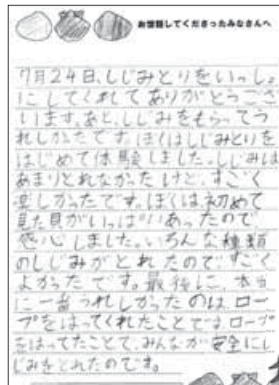 お世話してくださったみなさんへ
7月24日、しじみとりをいっしょ
にしてくれてありがとうござ
います。あと、しじみをもらってう
れしかったです。ぼくはしじみとりを
はじめて体験しました。しじみは
あまりとれなかったけど、すごく
楽しかったです。ぼくは初めて
見た貝がいっぱいあったので
感心しました。いろんな種類
のしじみがとれたのですごく
よかったです。最後に、本当
に一番うれしかったのは、ロー
プをはってくれたことです。ロープ
をはってたことで、みんなが安全にし
じみをとれたのです。